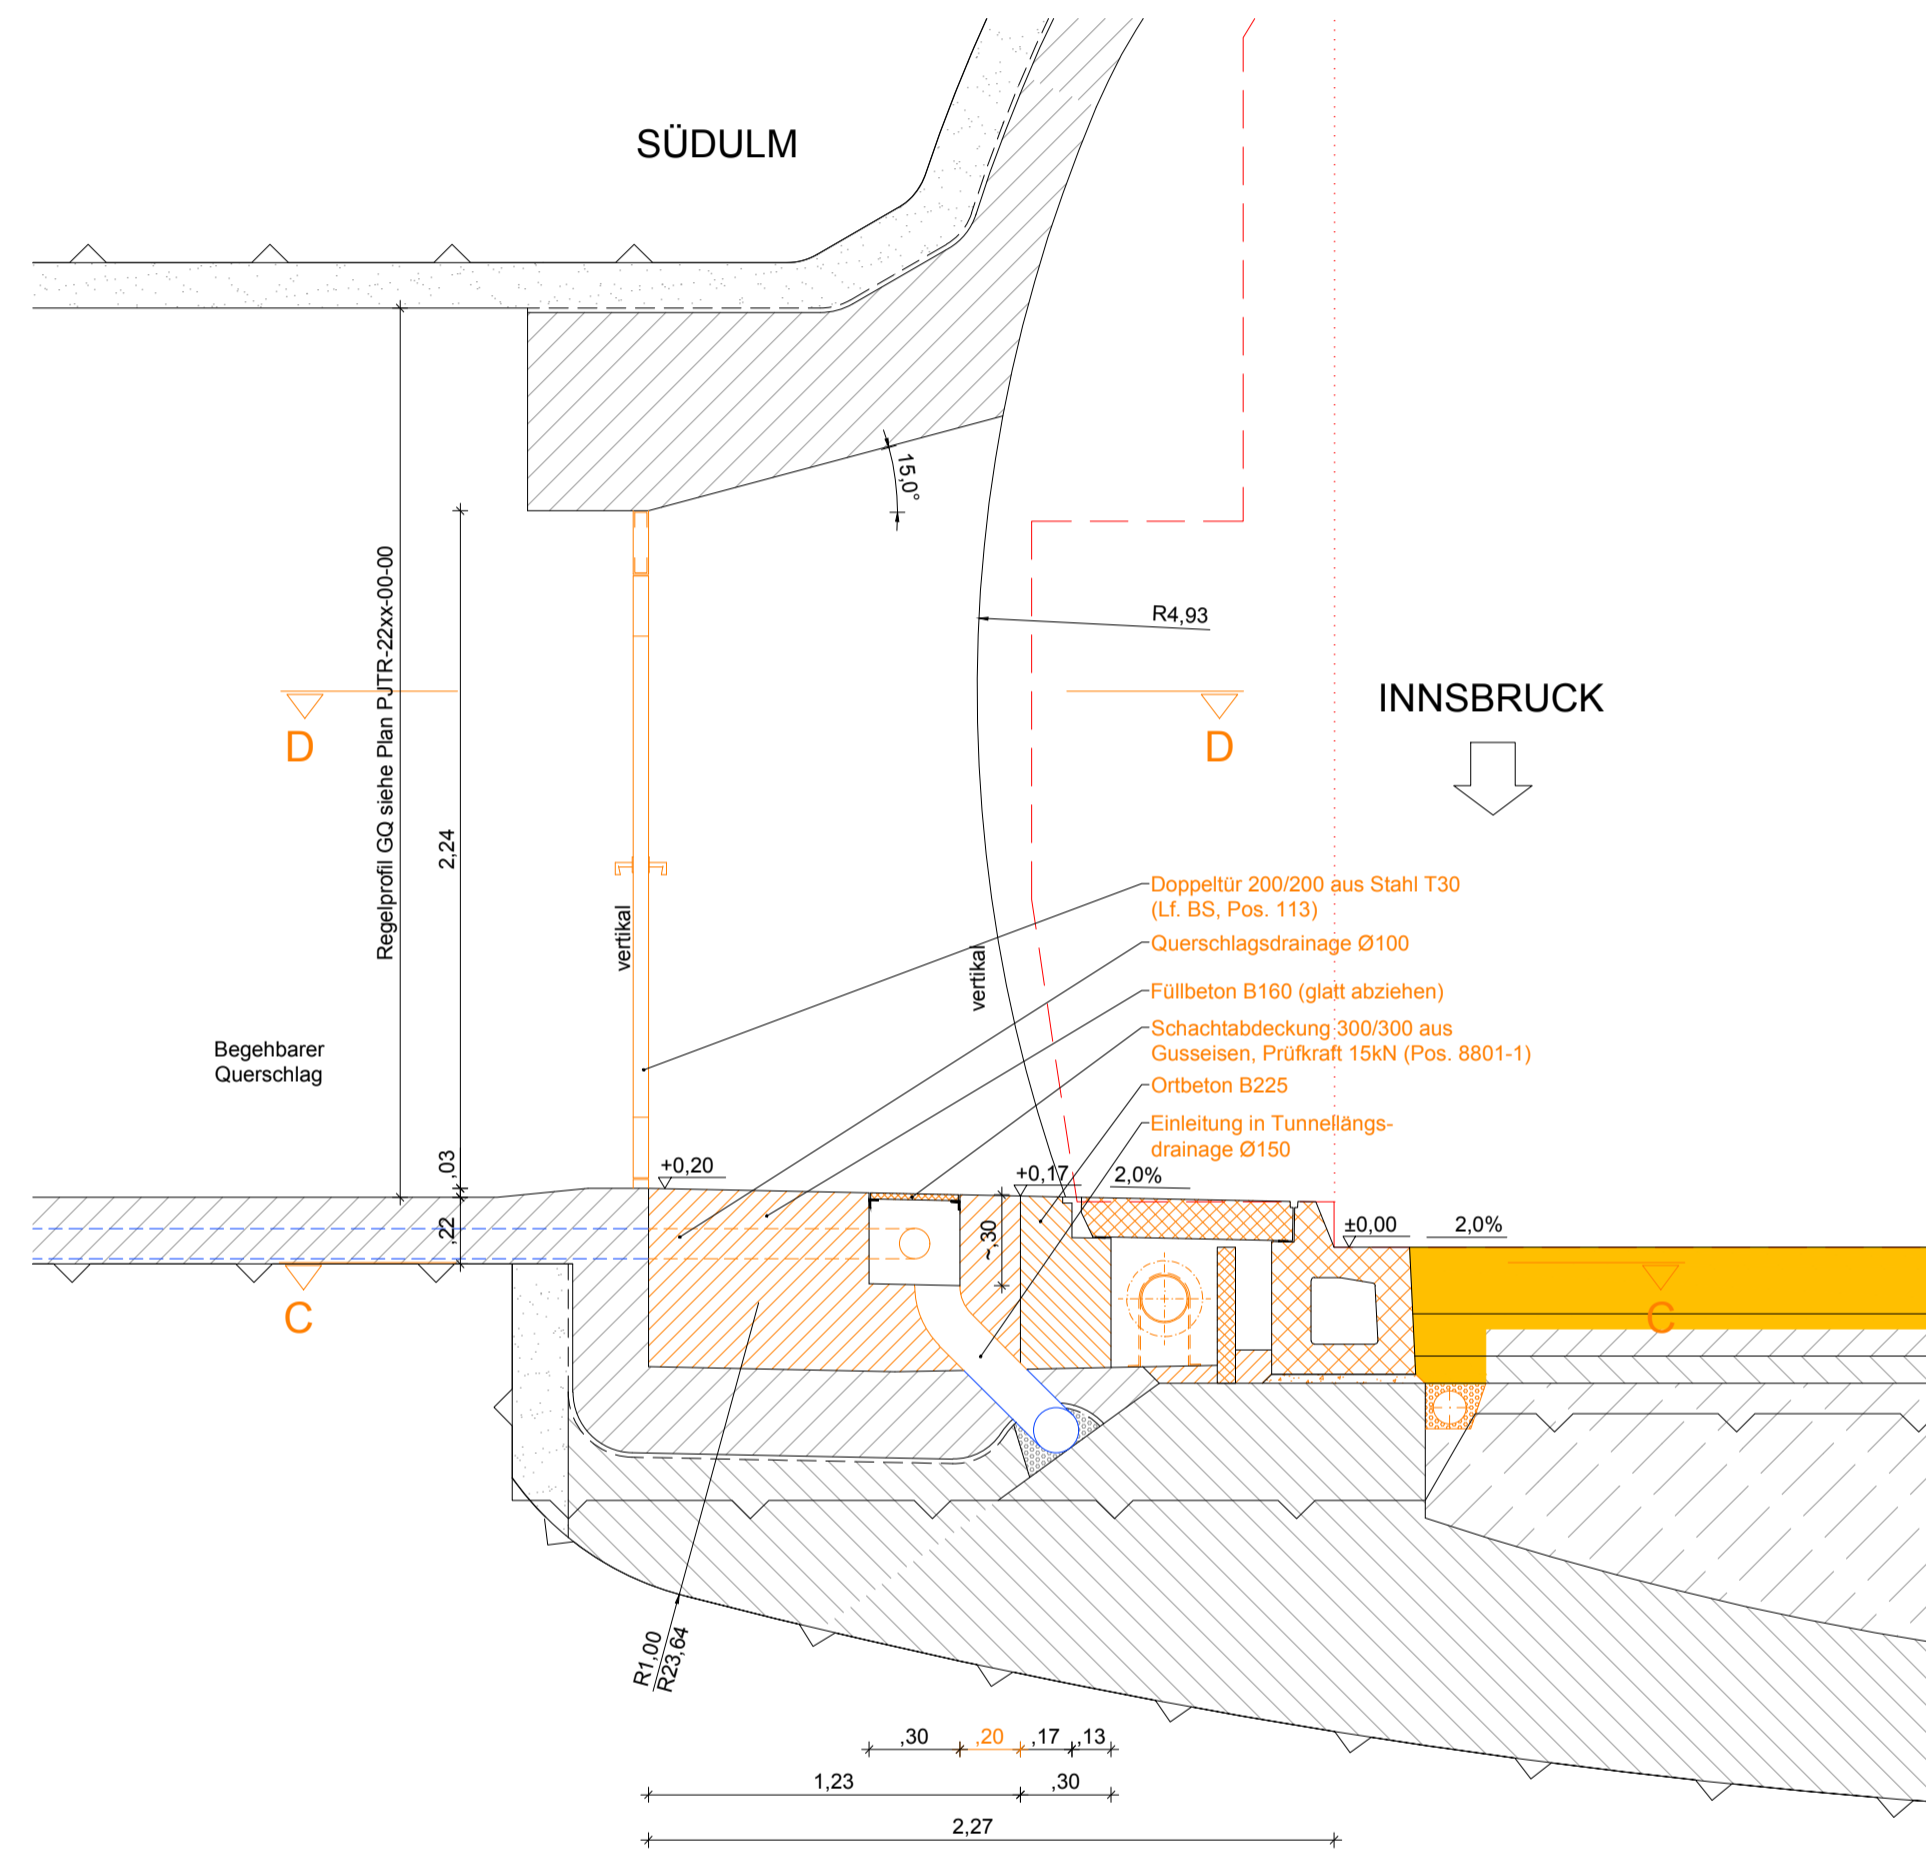 SÜDULM
15,0°
Regelprofil GQ siehe Plan PJTR-22xx-00-00
R4,93
INNSBRUCK
D
D
2,24
vertikal
vertikal
Doppeltür 200/200 aus Stahl T30
(Lf. BS, Pos. 113)
Querschlagsdrainage Ø100
Füllbeton B160 (glatt abziehen)
Schachtabdeckung 300/300 aus
Gusseisen, Prüfkraft 15kN (Pos. 8801-1)
Ortbeton B225
Einleitung in Tunnellängs-
drainage Ø150
Begehbarer
Querschlag
,03
+0,20
+0,17
2,0%
,22
~,30
±0,00
2,0%
C
C
R1,00
R23,64
,30
,20
,17
,13
1,23
,30
2,27